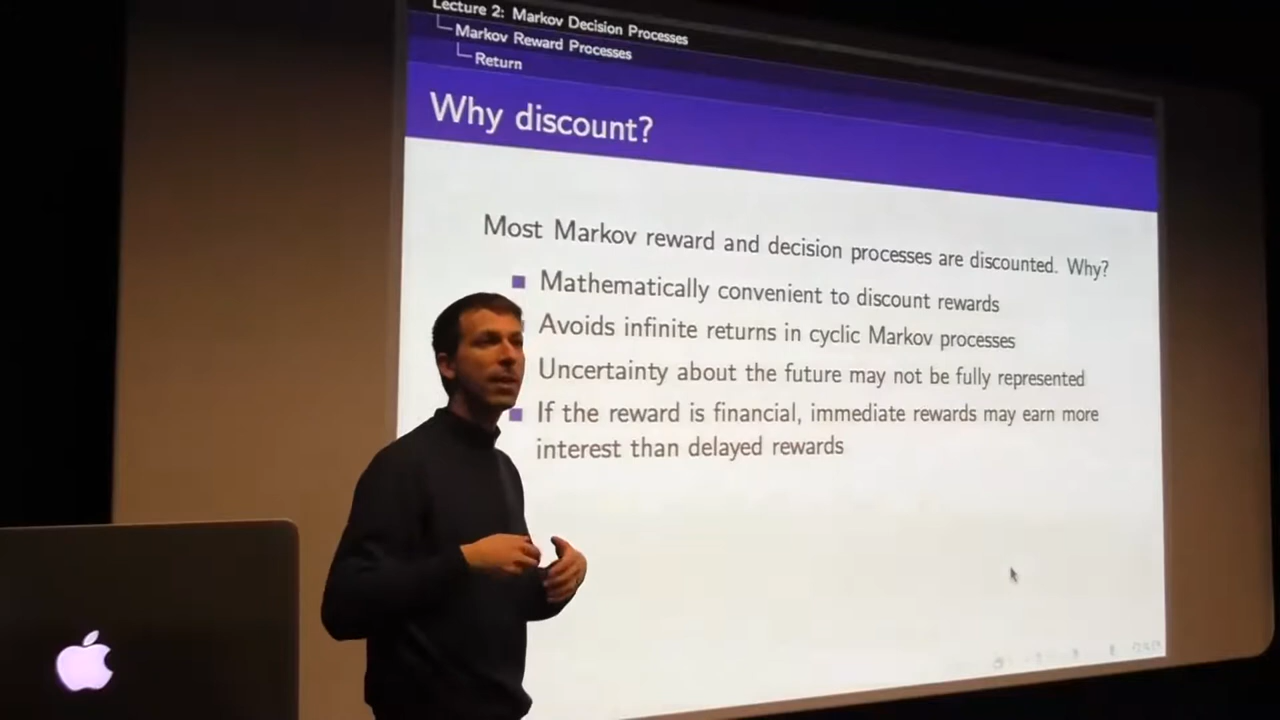 Lecture 2: Markov Decision Processes
Markov Reward Processes
Return
Why discount?
Most Markov reward and decision processes are discounted. Why?
Mathematically convenient to discount rewards
Avoids infinite returns in cyclic Markov processes
Uncertainty about the future may not be fully represented
If the reward is financial, immediate rewards may earn more
interest than delayed rewards